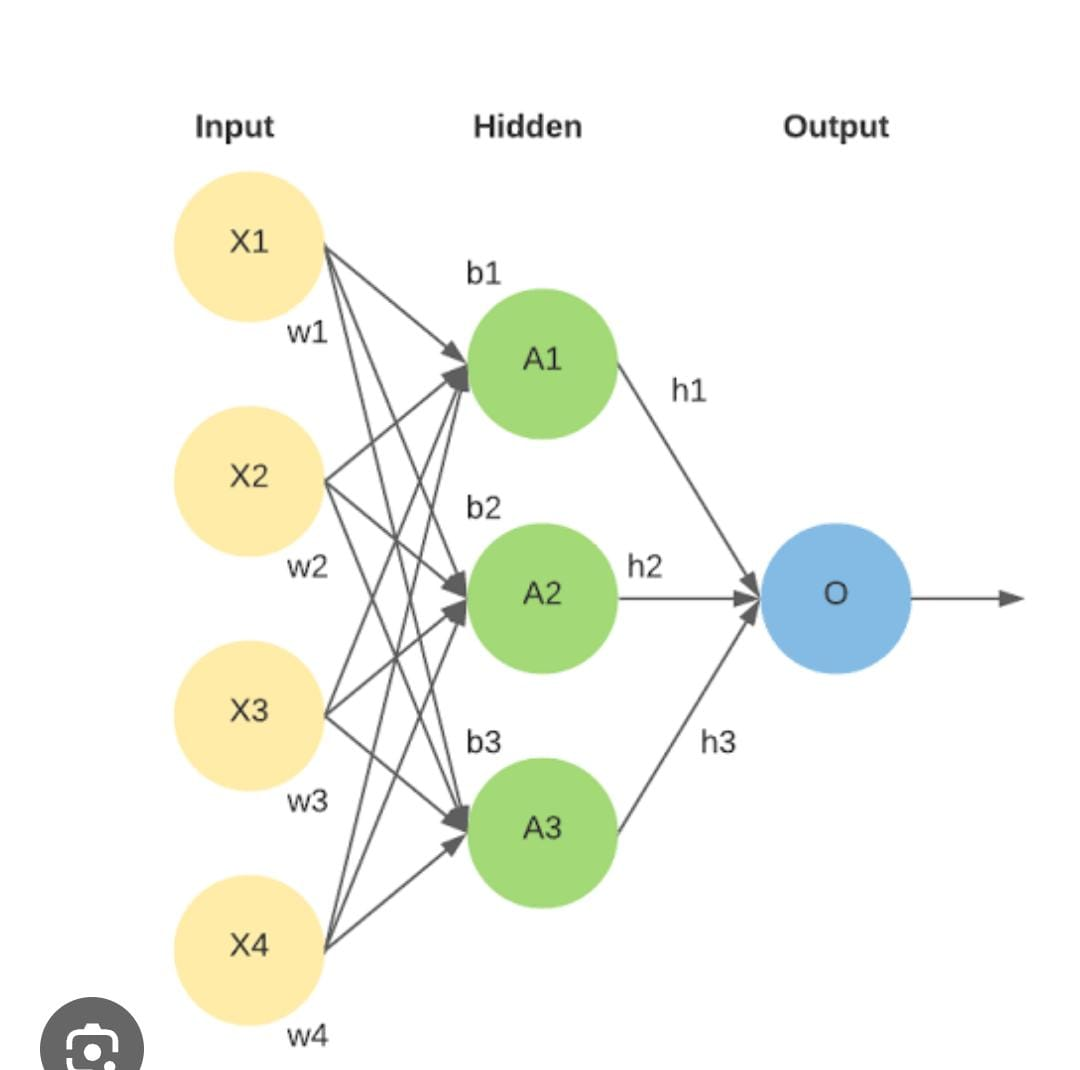 Input Hidden Output
X1
b1
w1
A1
h1
X2
b2
w2
h2
A2
O
X3
b3
h3
w3
A3
X4
w4